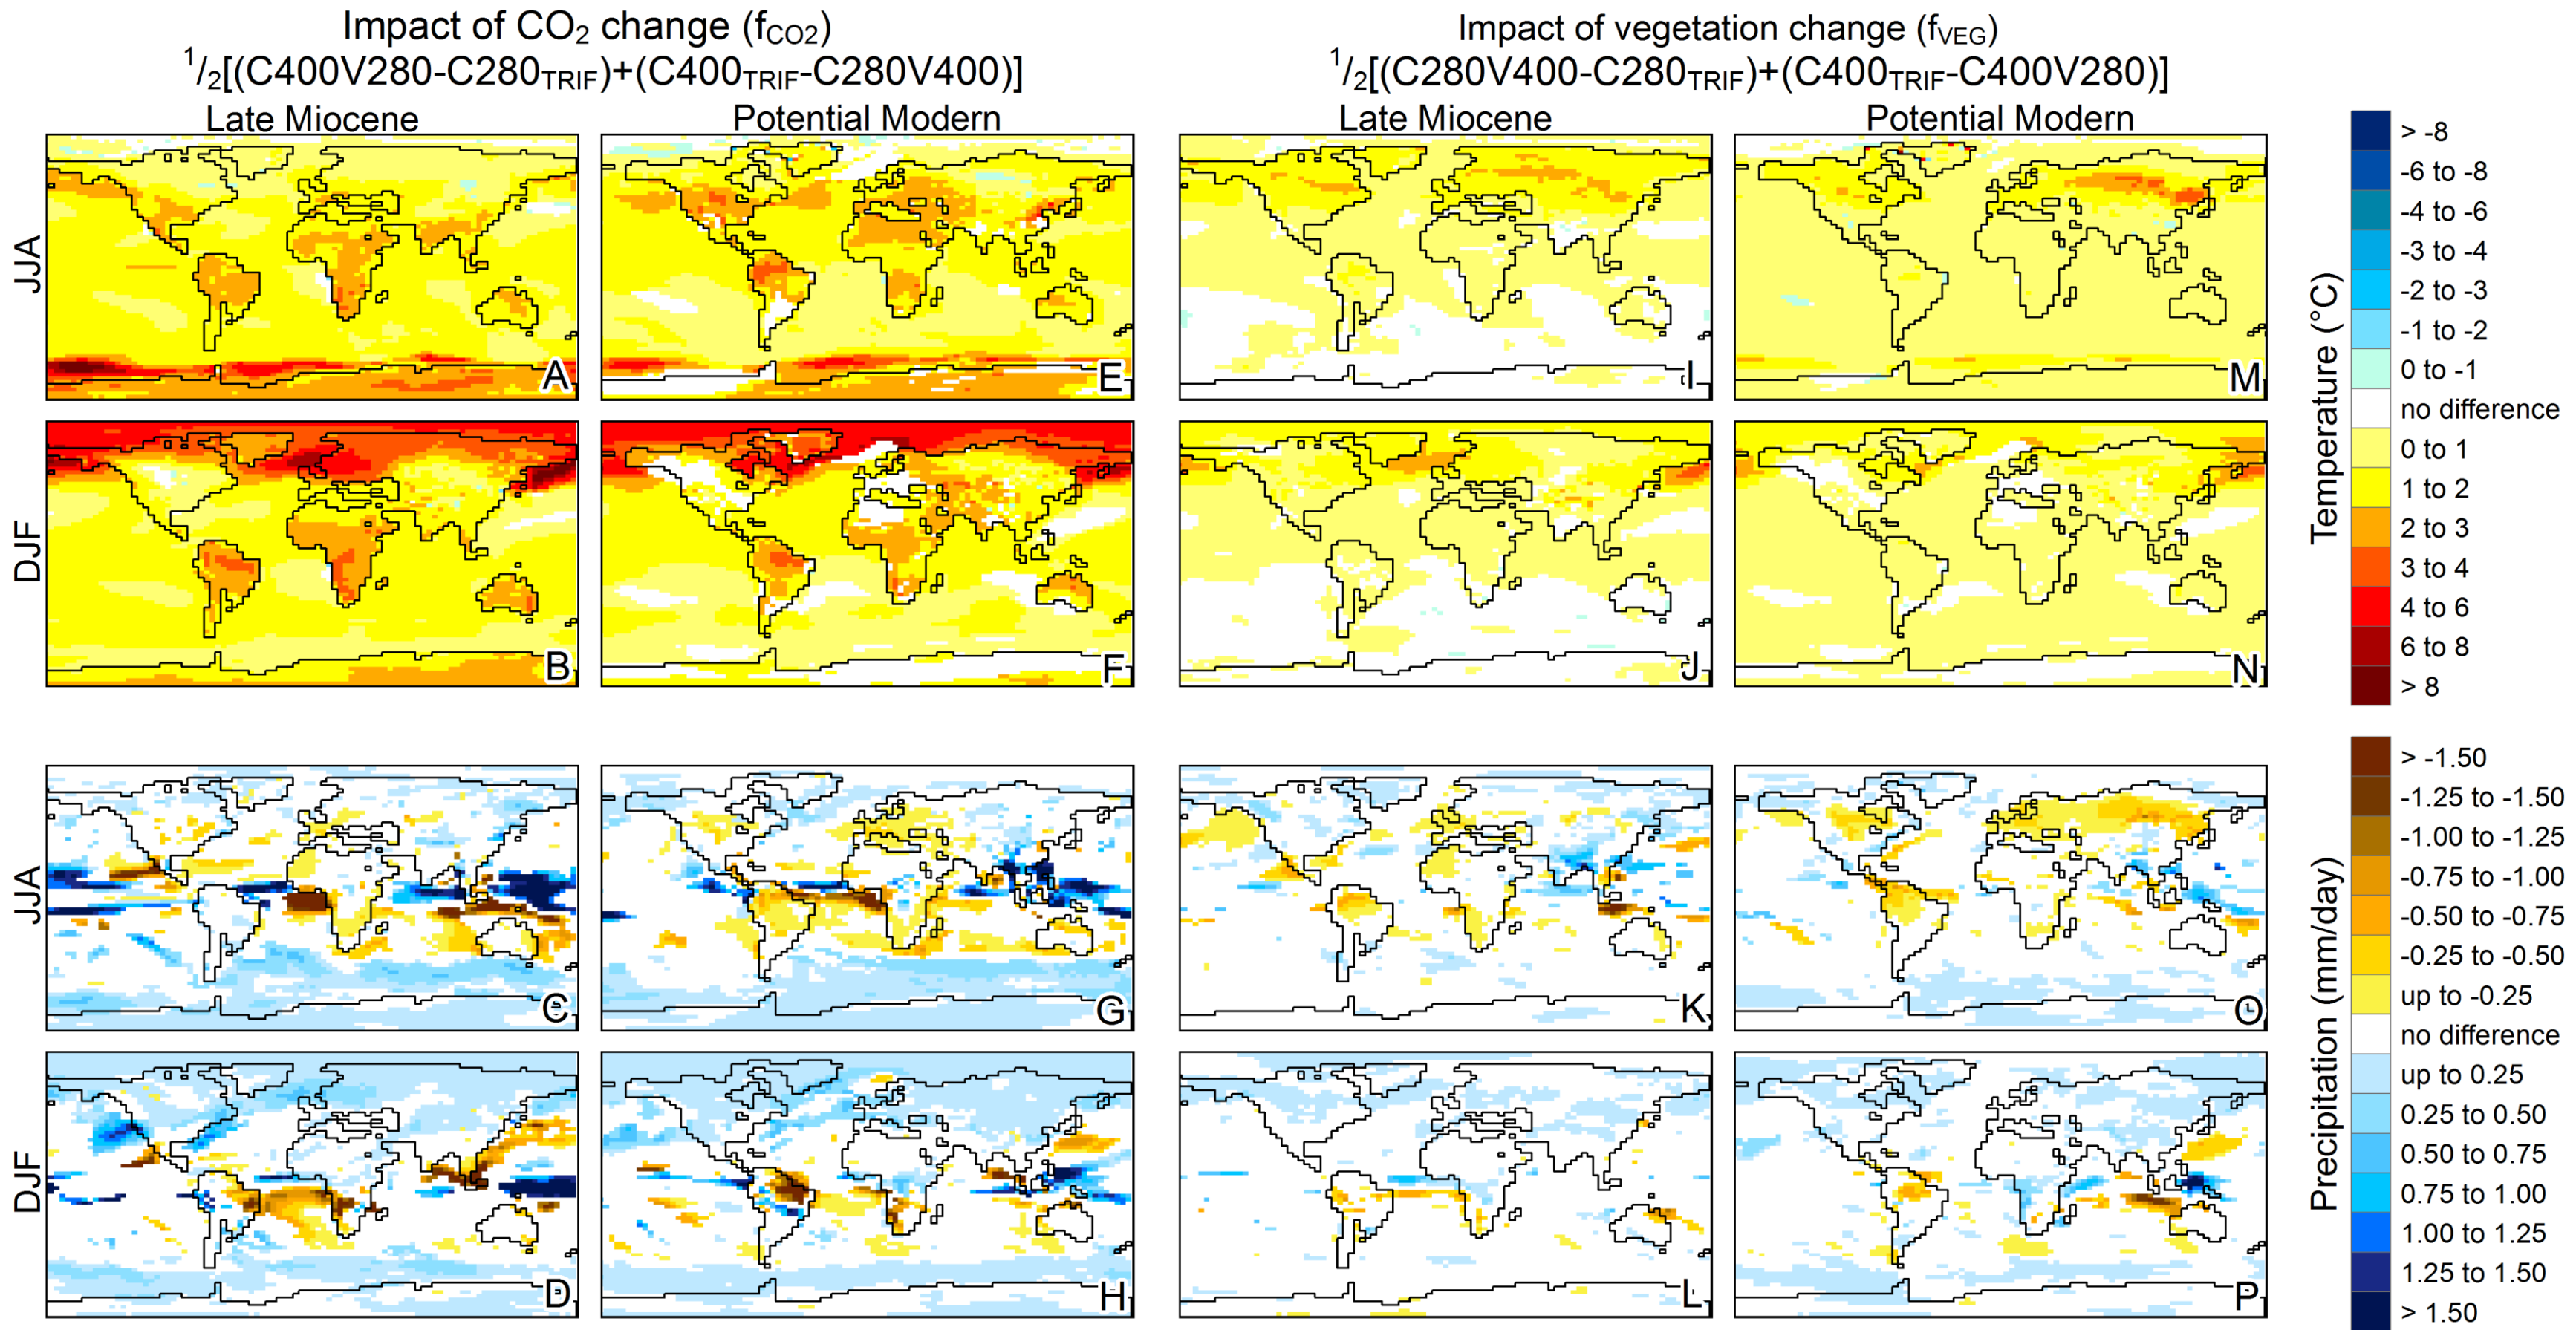 Impact of CO₂ change (f_CO2)
¹/₂[(C400V280-C280_TRIF)+(C400_TRIF-C280V400)]
Impact of vegetation change (f_VEG)
¹/₂[(C280V400-C280_TRIF)+(C400_TRIF-C400V280)]
Late Miocene
Potential Modern
Late Miocene
Potential Modern
JJA
A
E
I
M
DJF
B
F
J
N
Temperature (°C)
> -8
-6 to -8
-4 to -6
-3 to -4
-2 to -3
-1 to -2
0 to -1
no difference
0 to 1
1 to 2
2 to 3
3 to 4
4 to 6
6 to 8
> 8
JJA
C
G
K
O
DJF
D
H
L
P
Precipitation (mm/day)
> -1.50
-1.25 to -1.50
-1.00 to -1.25
-0.75 to -1.00
-0.50 to -0.75
-0.25 to -0.50
up to -0.25
no difference
up to 0.25
0.25 to 0.50
0.50 to 0.75
0.75 to 1.00
1.00 to 1.25
1.25 to 1.50
> 1.50